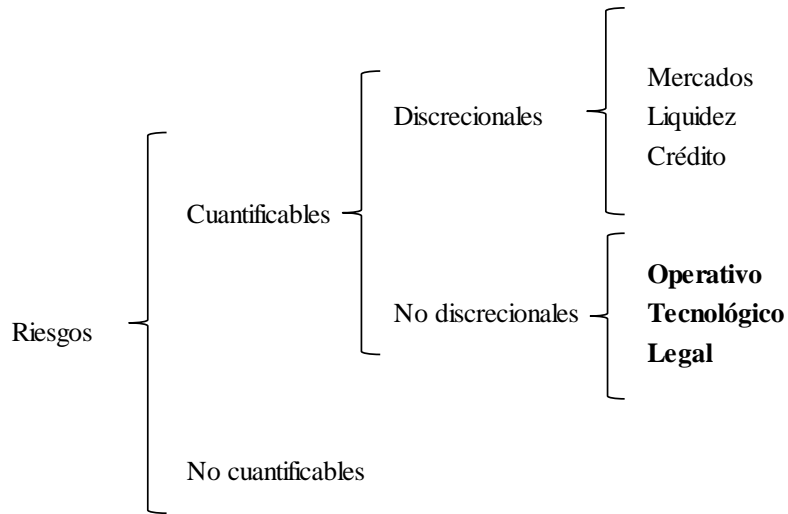 Riesgos
Cuantificables
Discrecionales
Mercados
Liquidez
Crédito
No discrecionales
Operativo
Tecnológico
Legal
No cuantificables